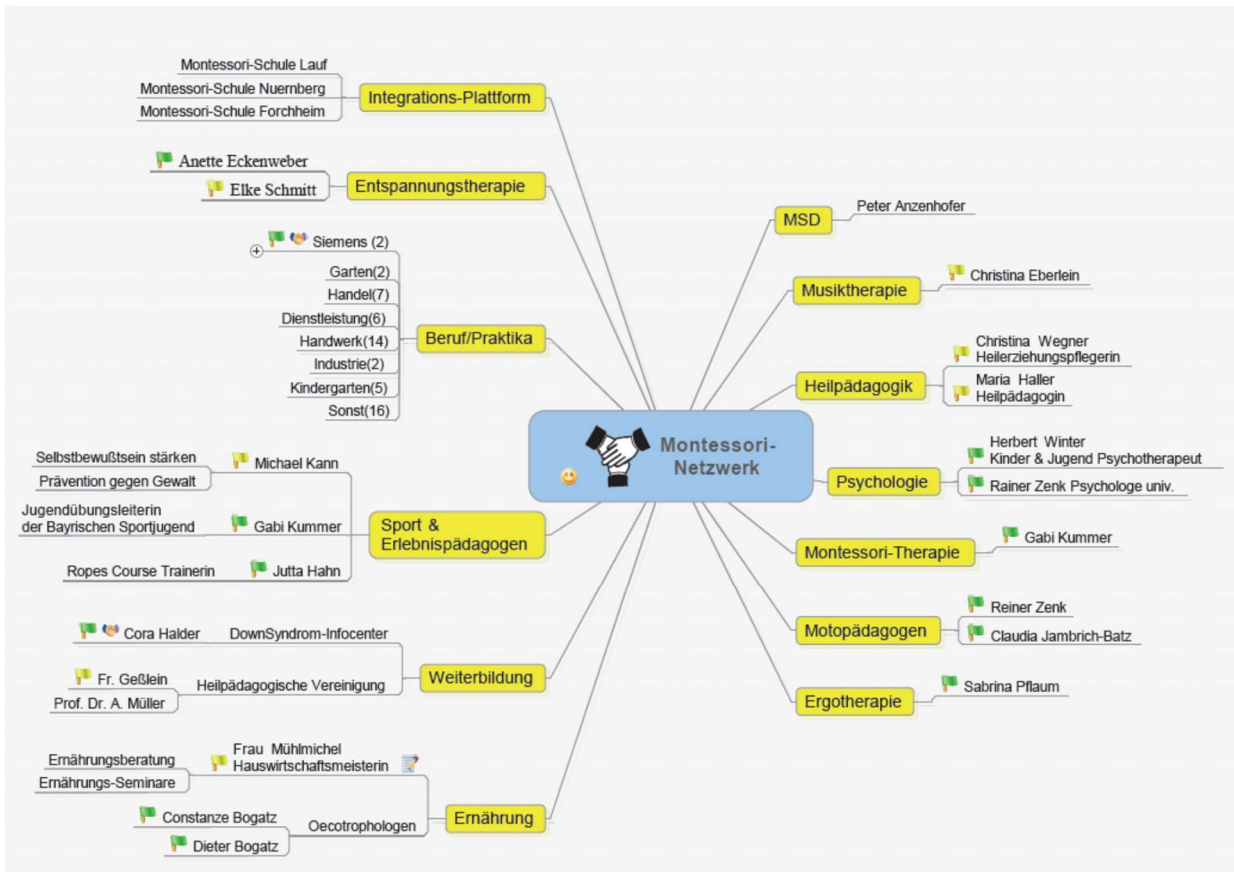 Montessori-Schule Lauf
Montessori-Schule Nuernberg
Montessori-Schule Forchheim
Integrations-Plattform
Anette Eckenweber
Elke Schmitt
Entspannungstherapie
Siemens (2)
Garten(2)
Handel(7)
Dienstleistung(6)
Handwerk(14)
Industrie(2)
Kindergarten(5)
Sonst(16)
Beruf/Praktika
Selbstbewußtsein stärken
Prävention gegen Gewalt
Michael Kann
Jugendübungsleiterin
der Bayrischen Sportjugend
Gabi Kummer
Ropes Course Trainerin
Jutta Hahn
Sport &
Erlebnispädagogen
Cora Halder
DownSyndrom-Infocenter
Fr. Geßlein
Prof. Dr. A. Müller
Heilpädagogische Vereinigung
Weiterbildung
Ernährungsberatung
Ernährungs-Seminare
Frau Mühlmichel
Hauswirtschaftsmeisterin
Constanze Bogatz
Dieter Bogatz
Oecotrophologen
Ernährung
Montessori-
Netzwerk
MSD
Peter Anzenhofer
Musiktherapie
Christina Eberlein
Heilpädagogik
Christina Wegner
Heilerziehungspflegerin
Maria Haller
Heilpädagogin
Psychologie
Herbert Winter
Kinder & Jugend Psychotherapeut
Rainer Zenk Psychologe univ.
Montessori-Therapie
Gabi Kummer
Motopädagogen
Reiner Zenk
Claudia Jambrich-Batz
Ergotherapie
Sabrina Pflaum